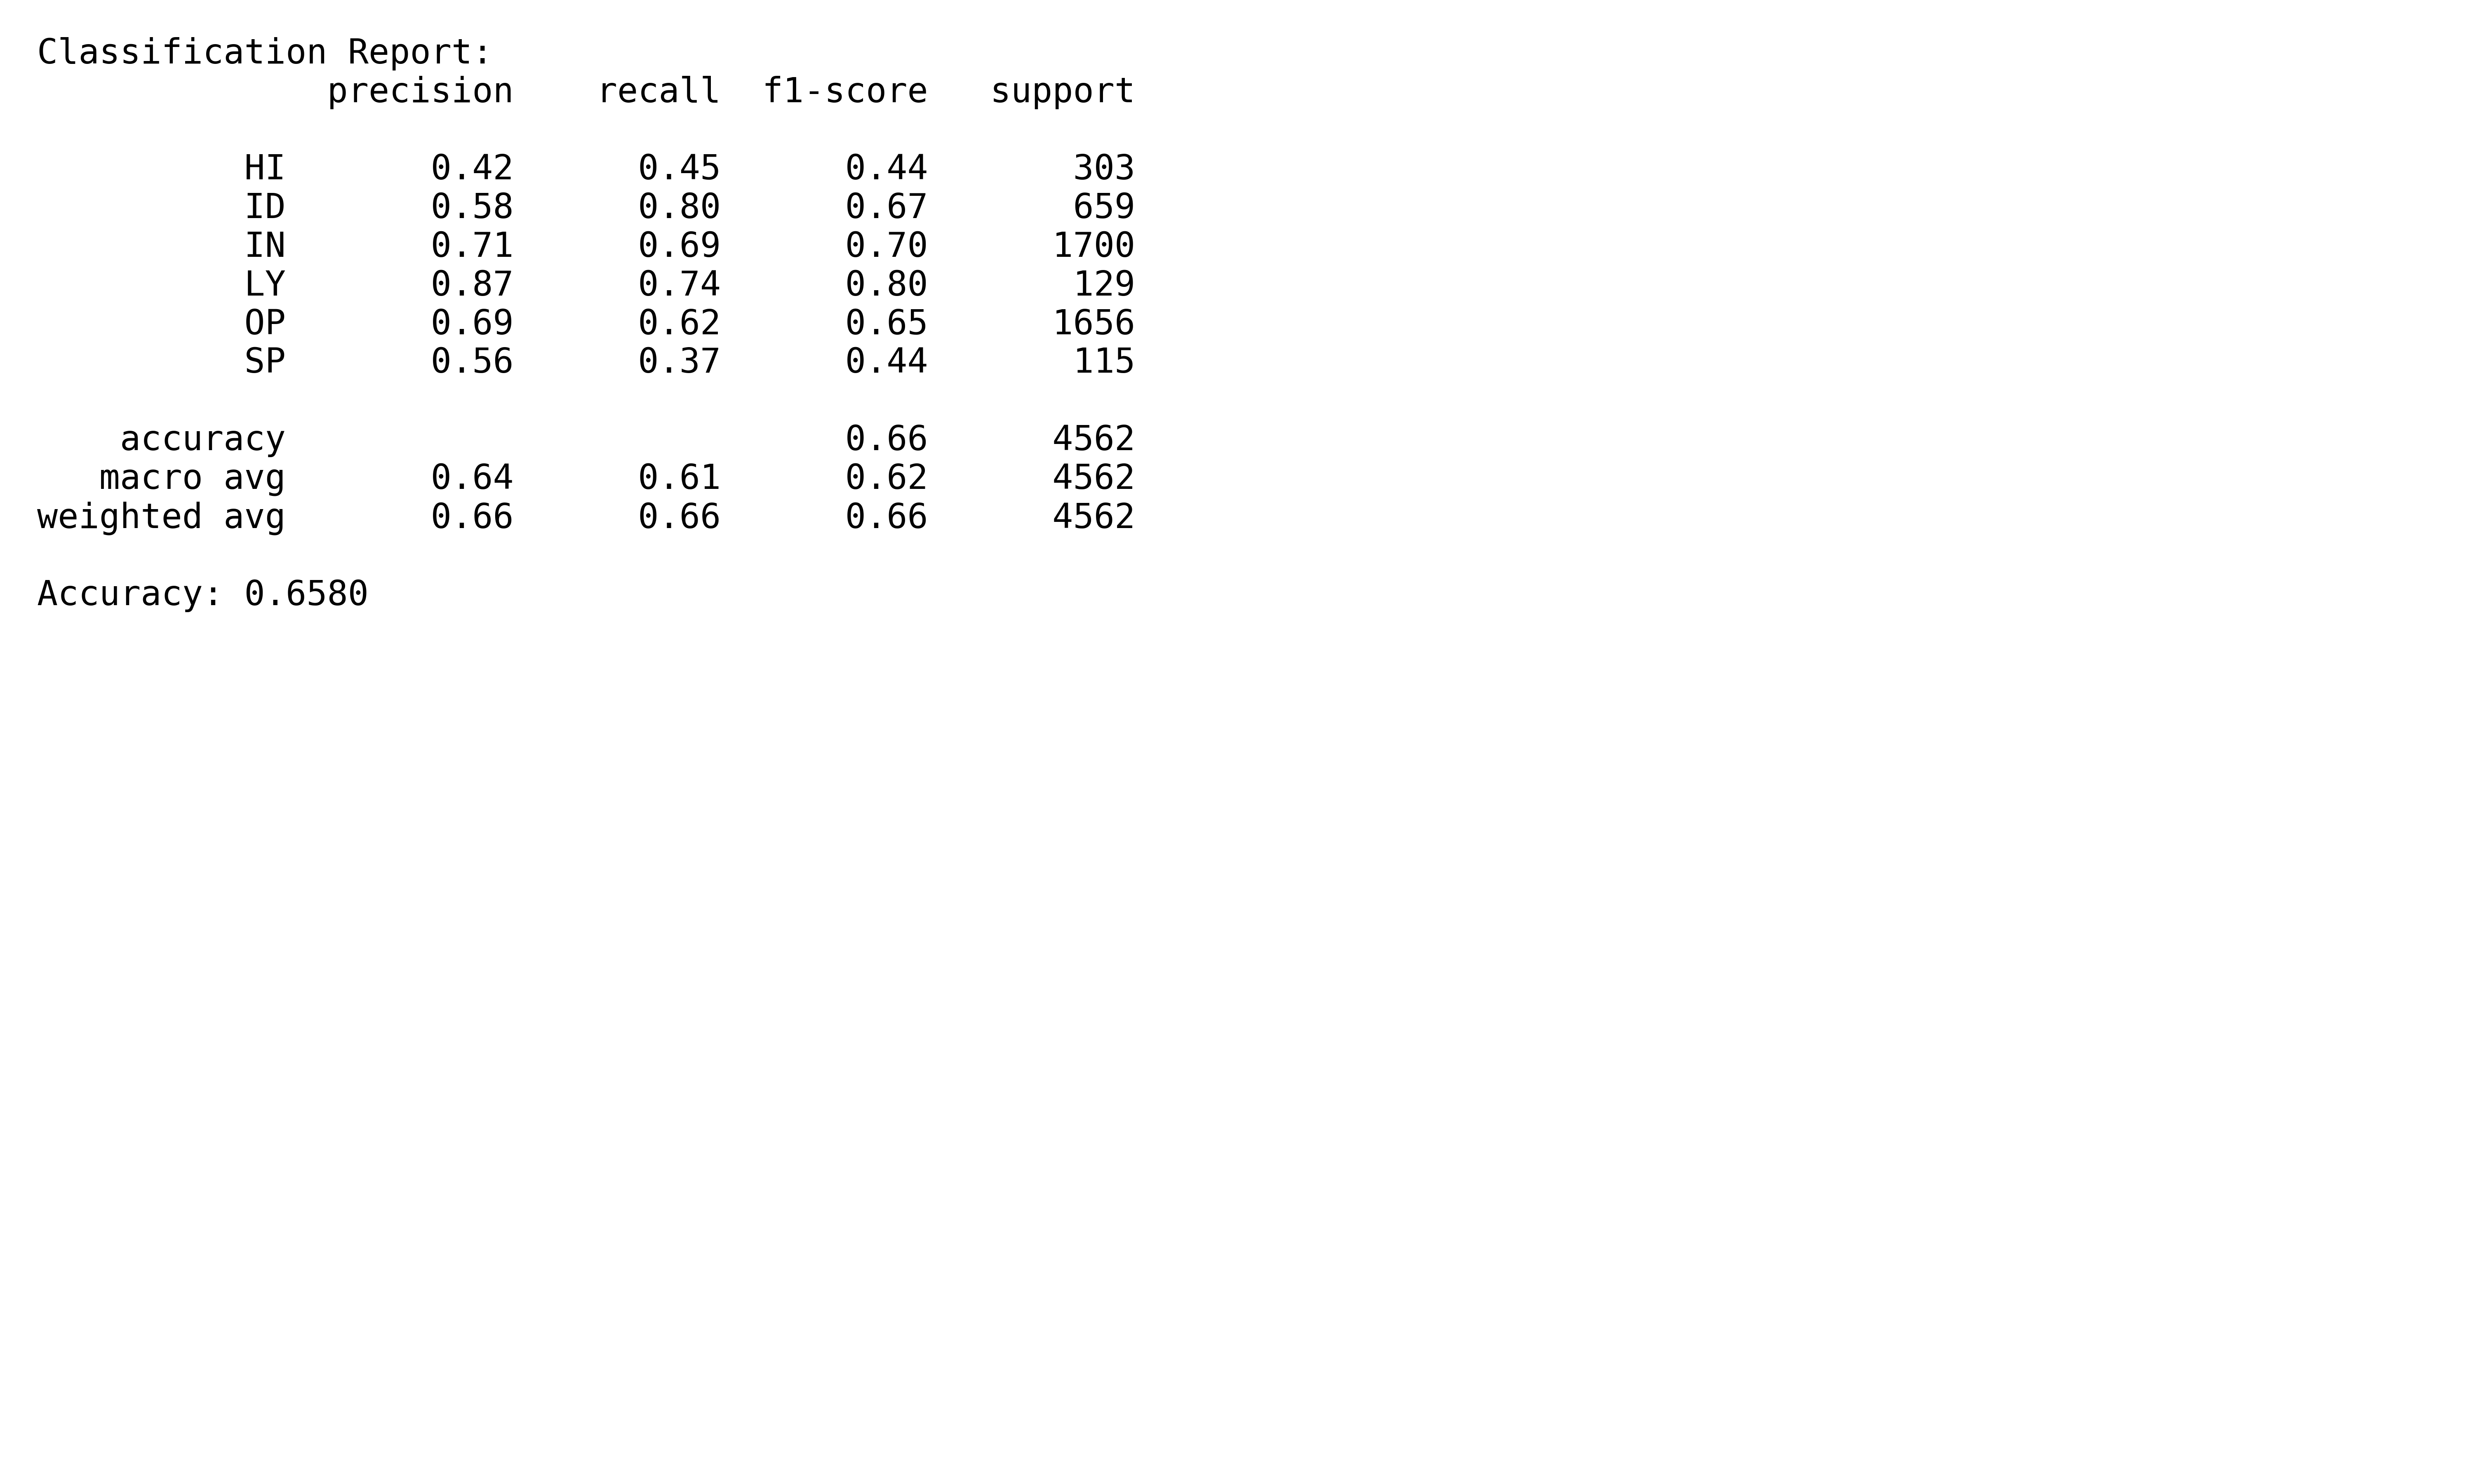 Classification Report:
              precision    recall  f1-score   support

          HI       0.42      0.45      0.44       303
          ID       0.58      0.80      0.67       659
          IN       0.71      0.69      0.70      1700
          LY       0.87      0.74      0.80       129
          OP       0.69      0.62      0.65      1656
          SP       0.56      0.37      0.44       115

    accuracy                           0.66      4562
   macro avg       0.64      0.61      0.62      4562
weighted avg       0.66      0.66      0.66      4562

Accuracy: 0.6580